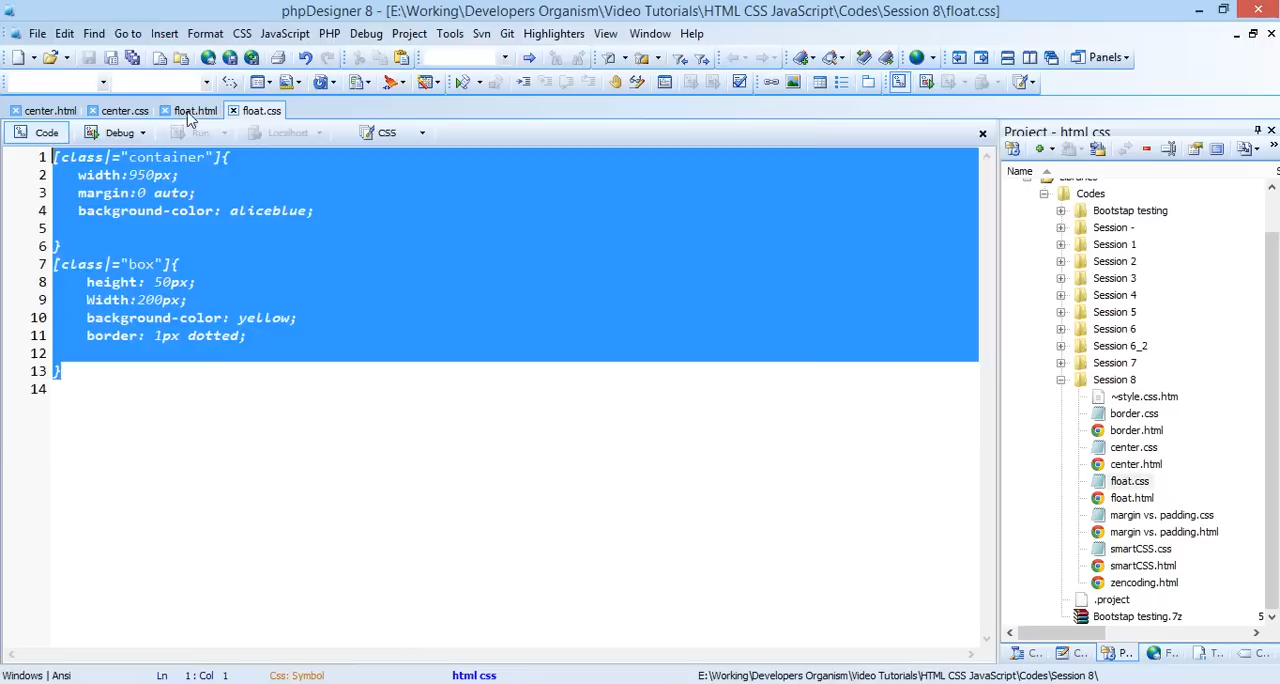 phpDesigner 8 - [E:\Working\Developers Organism\Video Tutorials\HTML CSS JavaScript\Codes\Session 8\float.css]
File Edit Find Go to Insert Format CSS JavaScript PHP Debug Project Tools Svn Git Highlighters View Window Help
Panels
center.html center.css float.html float.css
Code Debug Run Localhost CSS
Project - html css
Name S
1 [class|="container"]{
2 width:950px;
3 margin:0 auto;
4 background-color: aliceblue;
5
6 }
7 [class|="box"]{
8 height: 50px;
9 Width:200px;
10 background-color: yellow;
11 border: 1px dotted;
12
13 }
14
Libraries
Codes
Bootstap testing
Session -
Session 1
Session 2
Session 3
Session 4
Session 5
Session 6
Session 6_2
Session 7
Session 8
~style.css.htm
border.css
border.html
center.css
center.html
float.css
float.html
margin vs. padding.css
margin vs. padding.html
smartCSS.css
smartCSS.html
zencoding.html
.project
Bootstap testing.7z 5
C.. C.. P.. F.. T.. C..
Windows | Ansi Ln 1 : Col 1 Css: Symbol html css E:\Working\Developers Organism\Video Tutorials\HTML CSS JavaScript\Codes\Session 8\